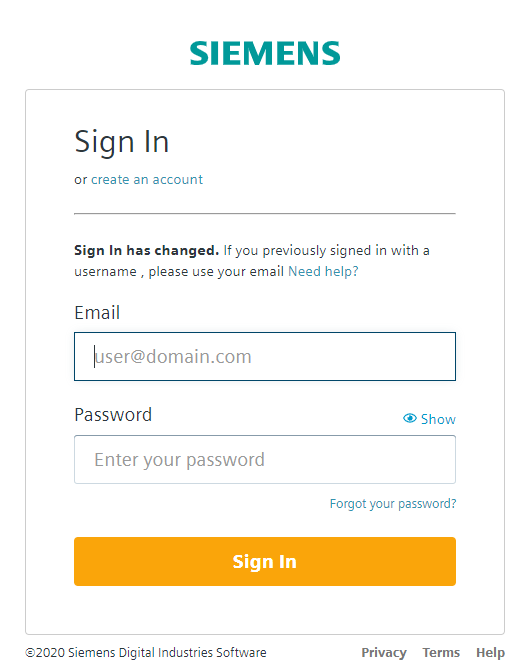 SIEMENS
Sign In
or create an account
Sign In has changed. If you previously signed in with a
username , please use your email Need help?
Email
user@domain.com
Password
Show
Enter your password
Forgot your password?
Sign In
©2020 Siemens Digital Industries Software
Privacy Terms Help